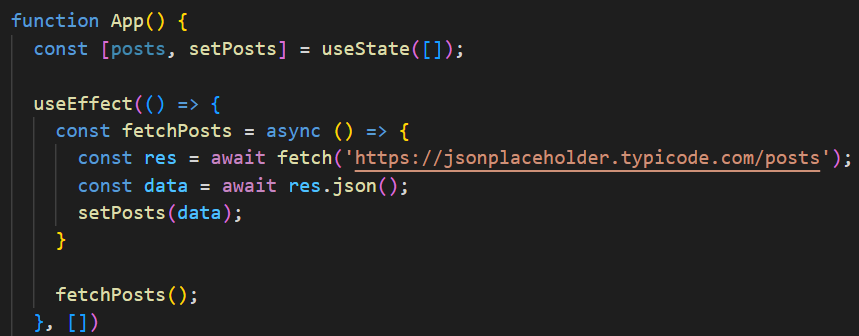 function App() {
  const [posts, setPosts] = useState([]);

  useEffect(() => {
    const fetchPosts = async () => {
      const res = await fetch('https://jsonplaceholder.typicode.com/posts');
      const data = await res.json();
      setPosts(data);
    }

    fetchPosts();
  }, [])